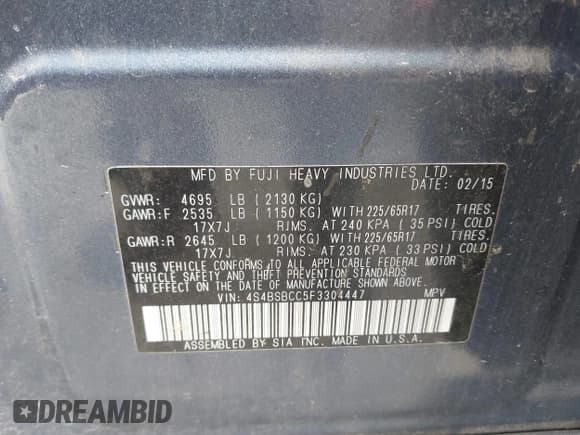 MFD BY FUJI HEAVY INDUSTRIES LTD.
DATE: 02/15
GVWR: 4695 LB (2130 KG)
GAWR:F 2535 LB (1150 KG) WITH 225/65R17 TIRES.
17X7J RIMS. AT 240 KPA (35 PSI) COLD
GAWR:R 2645 LB (1200 KG) WITH 225/65R17 TIRES.
17X7J RIMS. AT 230 KPA (33 PSI) COLD
THIS VEHICLE CONFORMS TO ALL APPLICABLE FEDERAL MOTOR
VEHICLE SAFETY AND THEFT PREVENTION STANDARDS
IN EFFECT ON THE DATE OF MANUFACTURE SHOWN ABOVE.
VIN: 4S4BSBCC5F3304447 MPV
ASSEMBLED BY SIA INC. MADE IN U.S.A.
DREAMBID